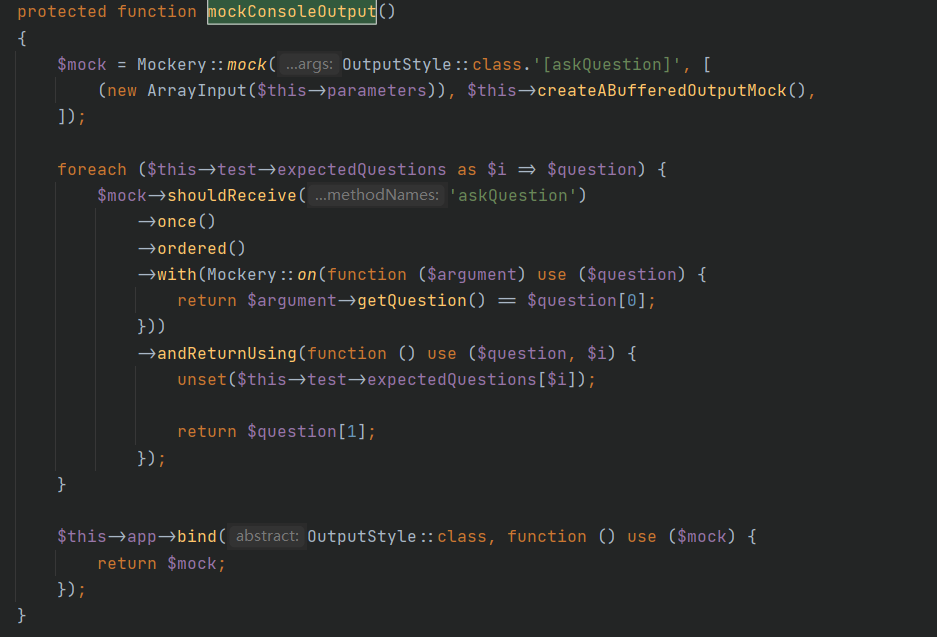 protected function mockConsoleOutput()
{
    $mock = Mockery::mock( ...args: OutputStyle::class.'[askQuestion]', [
        (new ArrayInput($this->parameters)), $this->createABufferedOutputMock(),
    ]);

    foreach ($this->test->expectedQuestions as $i => $question) {
        $mock->shouldReceive( ...methodNames: 'askQuestion')
            ->once()
            ->ordered()
            ->with(Mockery::on(function ($argument) use ($question) {
                return $argument->getQuestion() == $question[0];
            }))
            ->andReturnUsing(function () use ($question, $i) {
                unset($this->test->expectedQuestions[$i]);

                return $question[1];
            });
    }

    $this->app->bind( abstract: OutputStyle::class, function () use ($mock) {
        return $mock;
    });
}